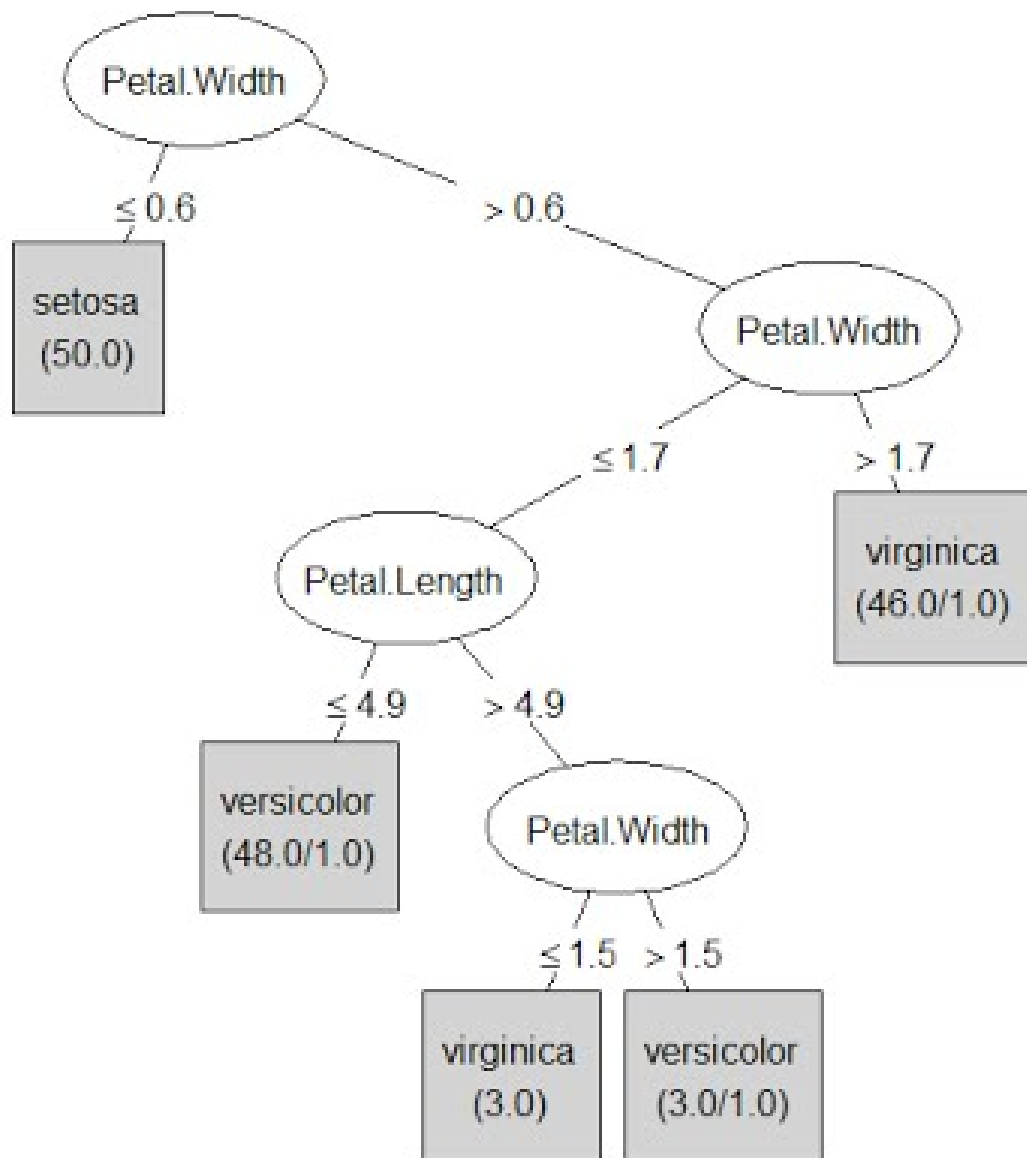 Petal.Width
≤ 0.6
> 0.6
setosa
(50.0)
Petal.Width
≤ 1.7
> 1.7
virginica
(46.0/1.0)
Petal.Length
≤ 4.9
> 4.9
versicolor
(48.0/1.0)
Petal.Width
≤ 1.5
> 1.5
virginica
(3.0)
versicolor
(3.0/1.0)